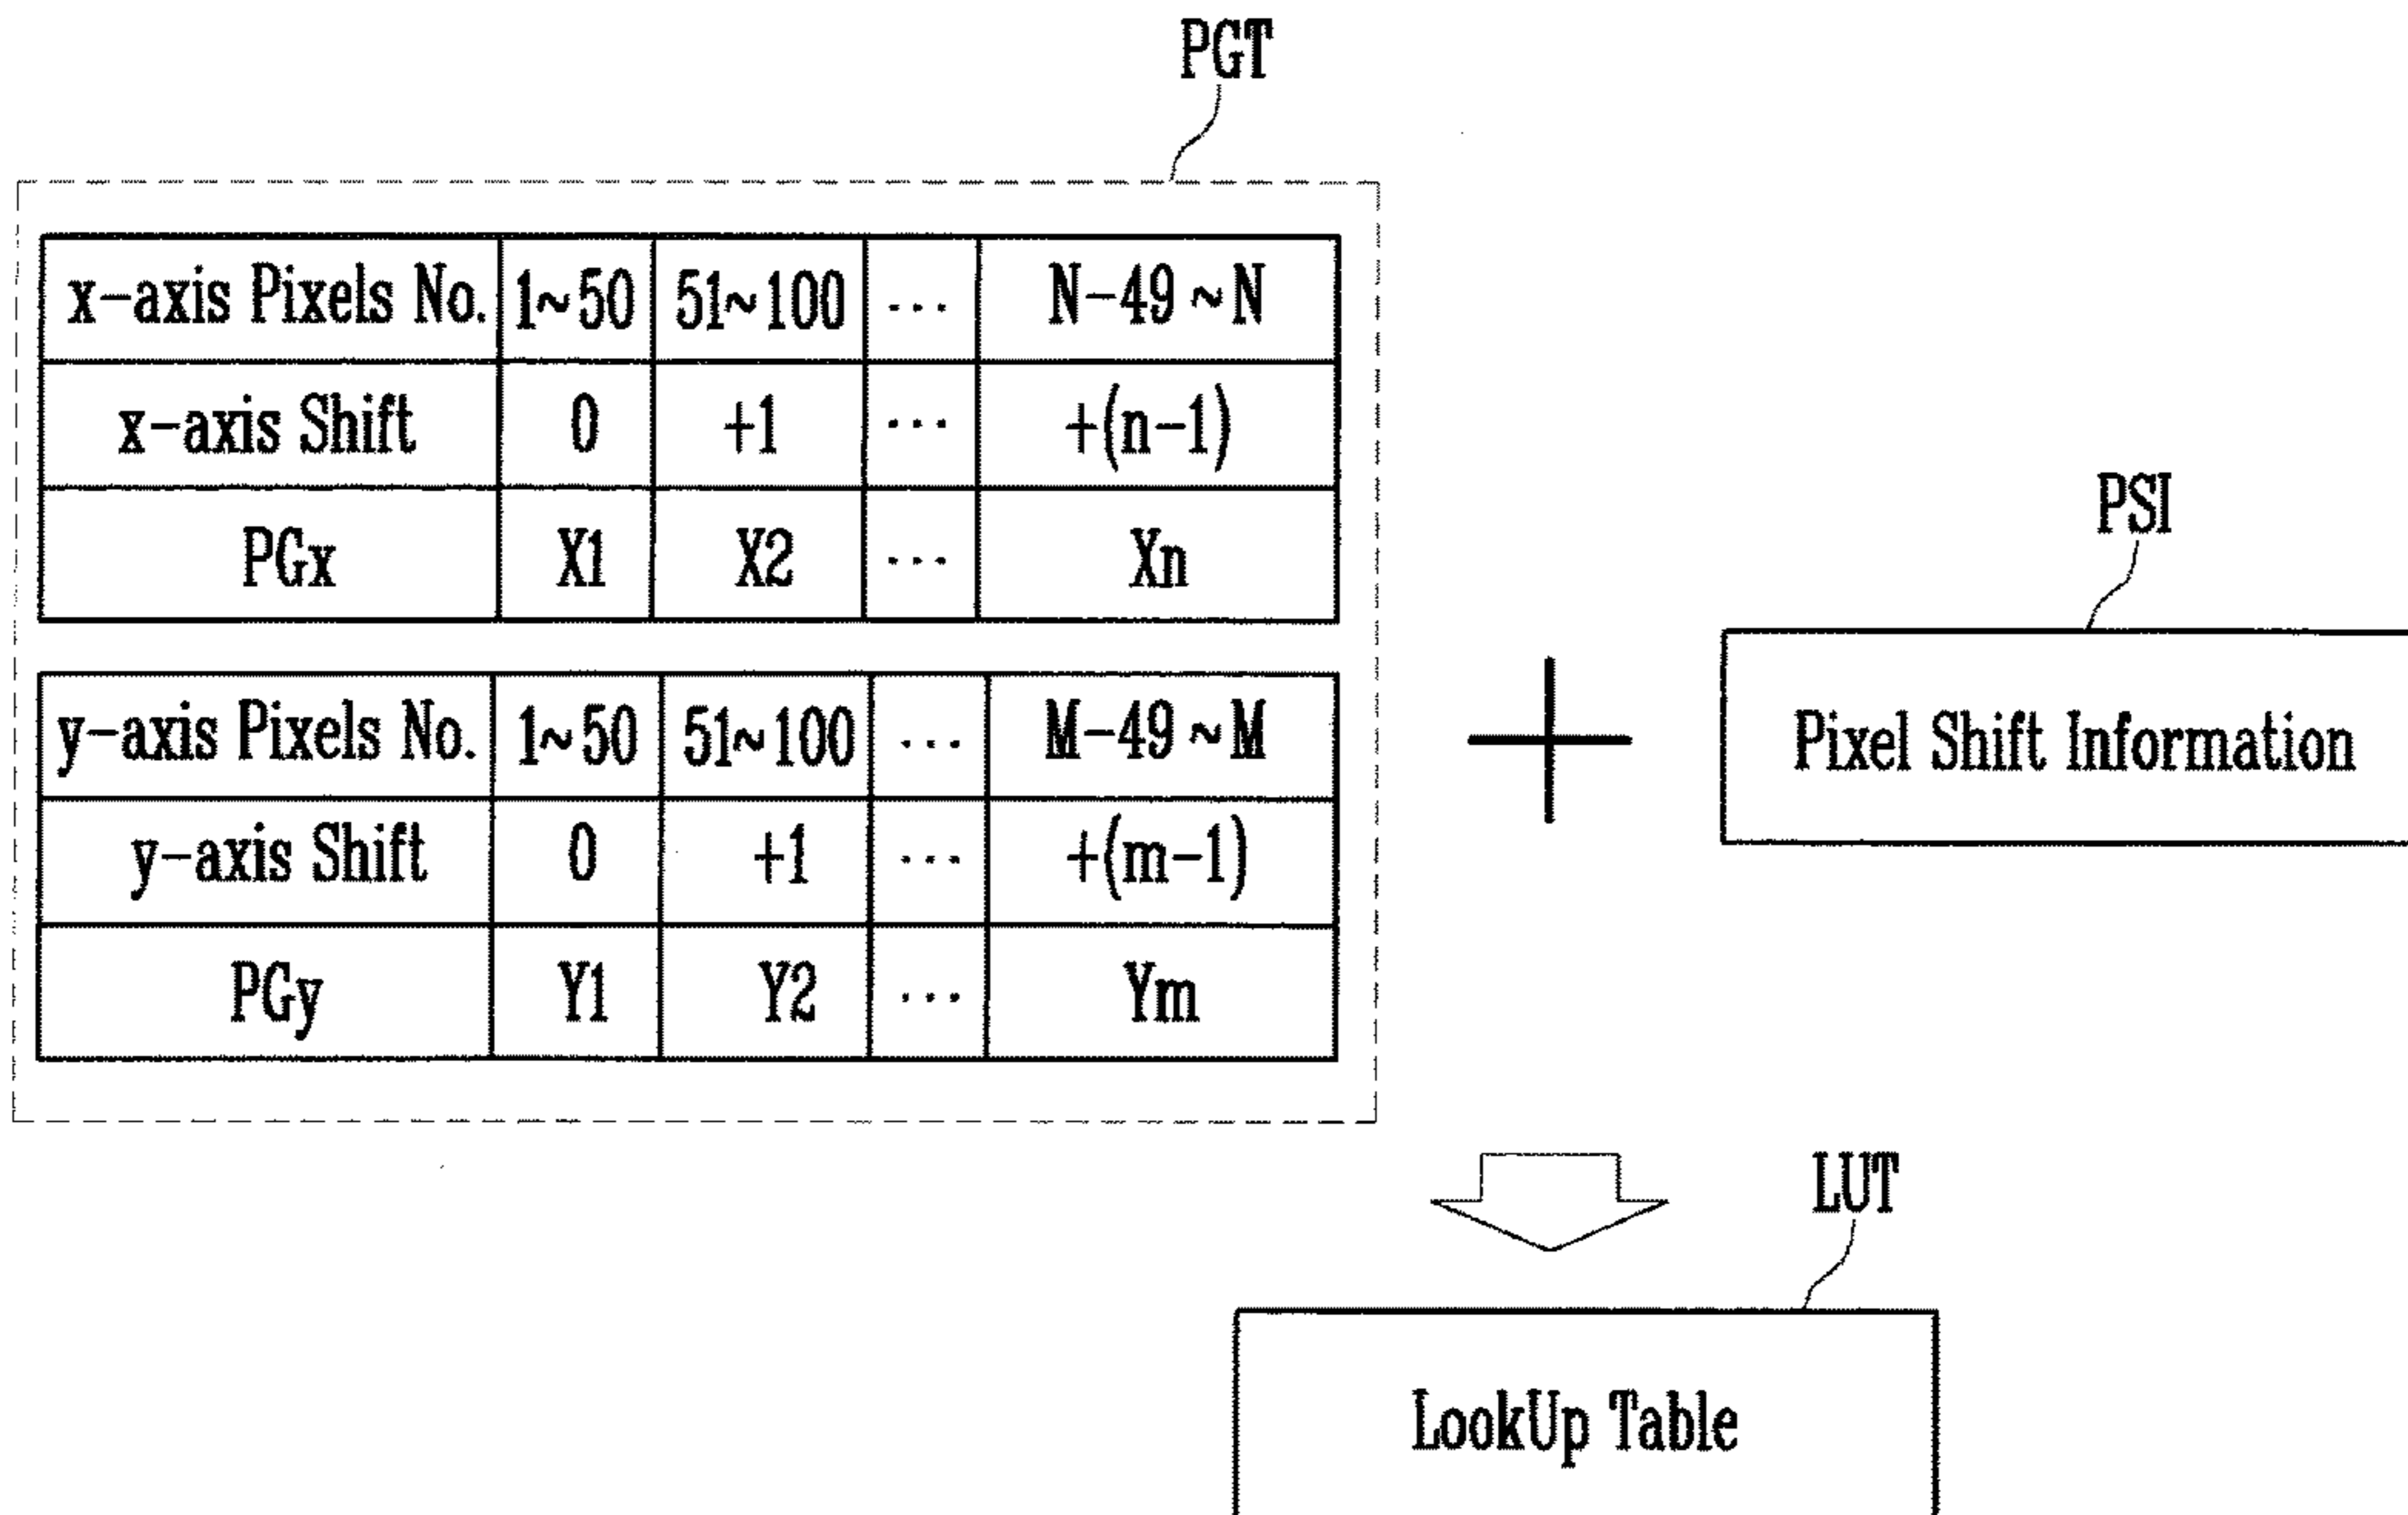 PGT
x-axis Pixels No. 1~50 51~100 ... N-49~N
x-axis Shift 0 +1 ... +(n-1)
PGx X1 X2 ... Xn
PSI
y-axis Pixels No. 1~50 51~100 ... M-49~M
Pixel Shift Information
y-axis Shift 0 +1 ... +(m-1)
PGy Y1 Y2 ... Ym
LUT
LookUp Table